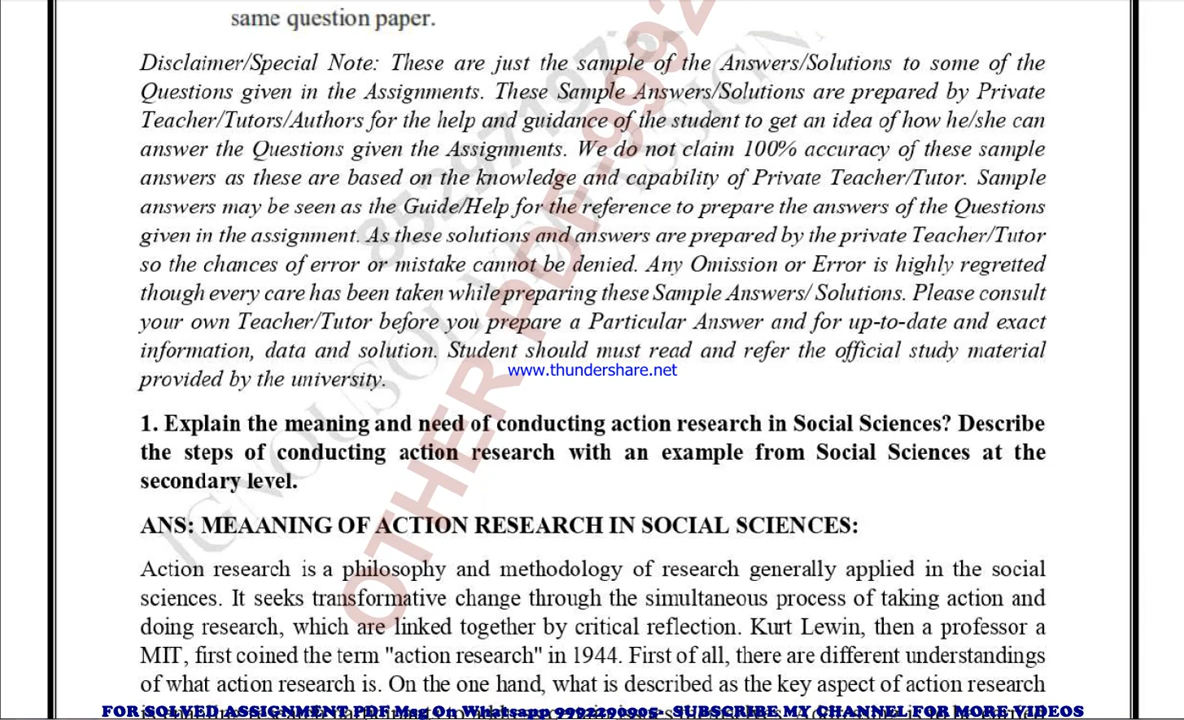 same question paper.
Disclaimer/Special Note: These are just the sample of the Answers/Solutions to some of the
Questions given in the Assignments. These Sample Answers/Solutions are prepared by Private
Teacher/Tutors/Authors for the help and guidance of the student to get an idea of how he/she can
answer the Questions given the Assignments. We do not claim 100% accuracy of these sample
answers as these are based on the knowledge and capability of Private Teacher/Tutor. Sample
answers may be seen as the Guide/Help for the reference to prepare the answers of the Questions
given in the assignment. As these solutions and answers are prepared by the private Teacher/Tutor
so the chances of error or mistake cannot be denied. Any Omission or Error is highly regretted
though every care has been taken while preparing these Sample Answers/ Solutions. Please consult
your own Teacher/Tutor before you prepare a Particular Answer and for up-to-date and exact
information, data and solution. Student should must read and refer the official study material
provided by the university.
www.thundershare.net
1. Explain the meaning and need of conducting action research in Social Sciences? Describe
the steps of conducting action research with an example from Social Sciences at the
secondary level.
ANS: MEAANING OF ACTION RESEARCH IN SOCIAL SCIENCES:
Action research is a philosophy and methodology of research generally applied in the social
sciences. It seeks transformative change through the simultaneous process of taking action and
doing research, which are linked together by critical reflection. Kurt Lewin, then a professor a
MIT, first coined the term "action research" in 1944. First of all, there are different understandings
of what action research is. On the one hand, what is described as the key aspect of action research
FOR SOLVED ASSIGNMENT PDF Msg On Whatsapp 9992290905- SUBSCRIBE MY CHANNEL FOR MORE VIDEOS
OTHER PDF-9992